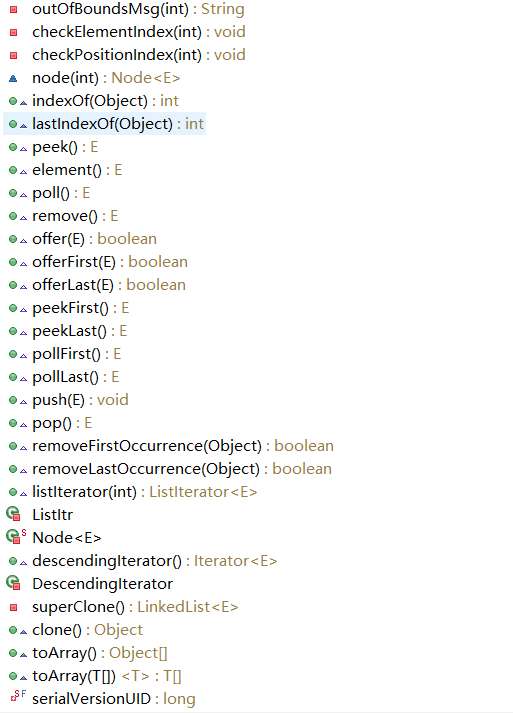 outOfBoundsMsg(int) : String
checkElementIndex(int) : void
checkPositionIndex(int) : void
node(int) : Node<E>
indexOf(Object) : int
lastIndexOf(Object) : int
peek() : E
element() : E
poll() : E
remove() : E
offer(E) : boolean
offerFirst(E) : boolean
offerLast(E) : boolean
peekFirst() : E
peekLast() : E
pollFirst() : E
pollLast() : E
push(E) : void
pop() : E
removeFirstOccurrence(Object) : boolean
removeLastOccurrence(Object) : boolean
listIterator(int) : ListIterator<E>
ListItr
S Node<E>
descendingIterator() : Iterator<E>
DescendingIterator
superClone() : LinkedList<E>
clone() : Object
toArray() : Object[]
toArray(T[]) <T> : T[]
S F serialVersionUID : long